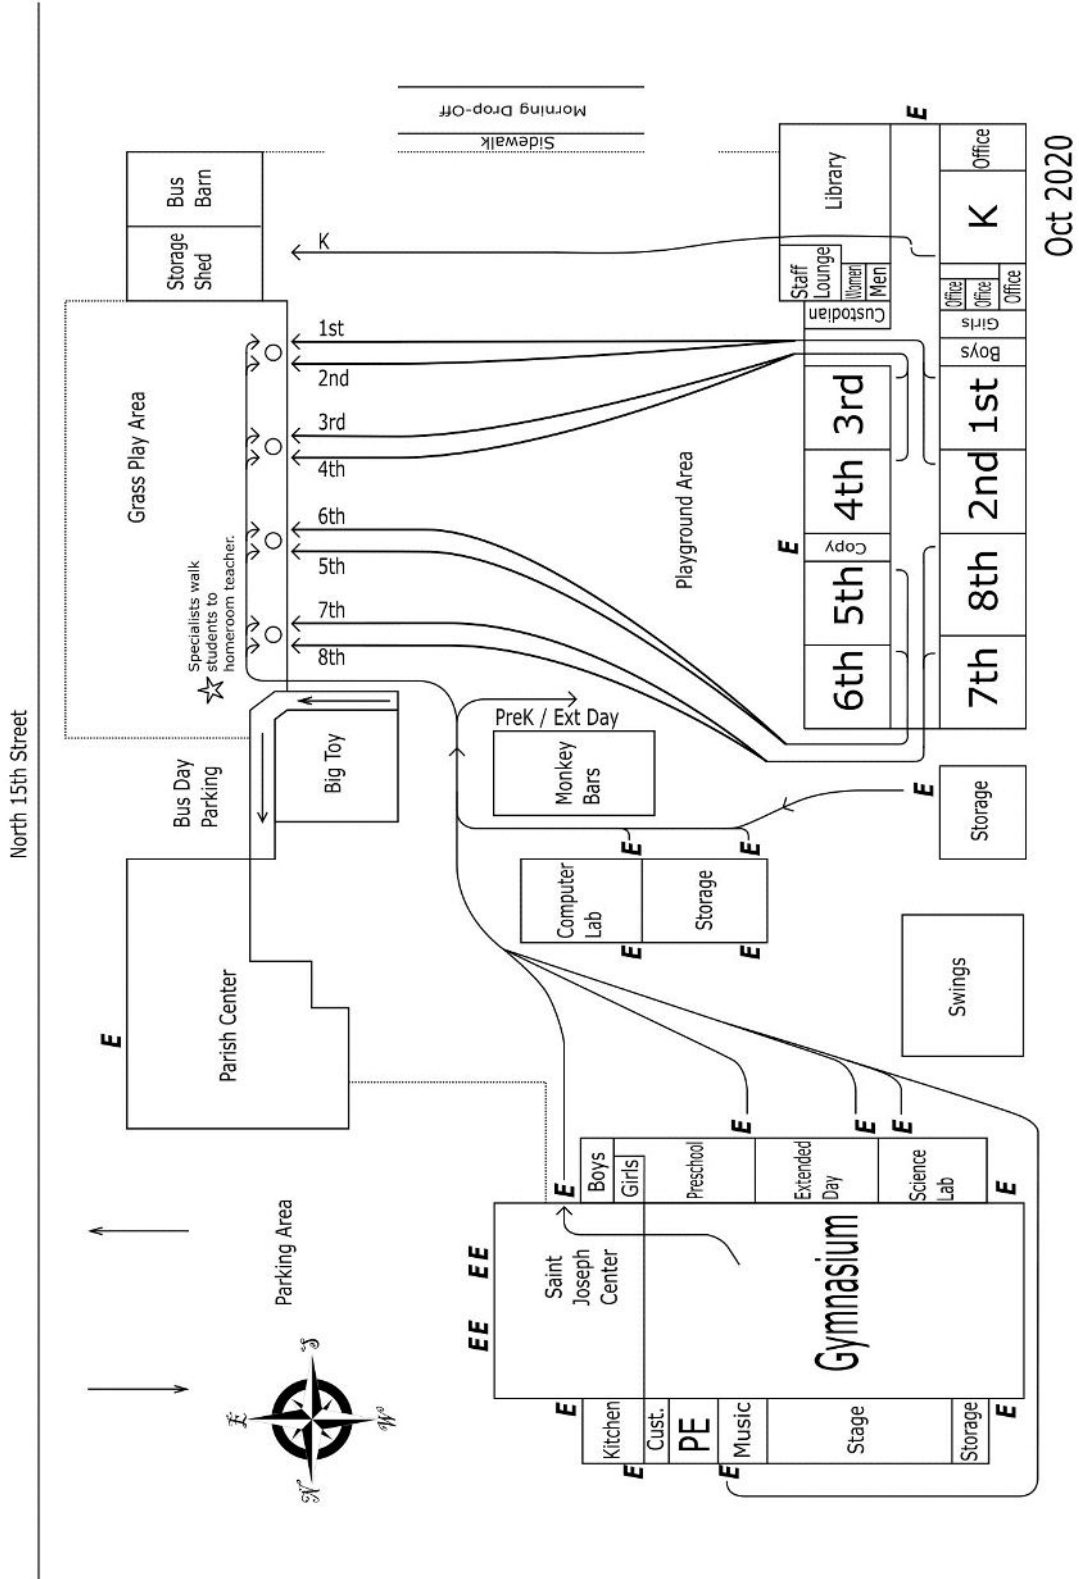 North 15th Street
Oct 2020
Morning Drop-Off
Sidewalk
Bus
Barn
Storage
Shed
Grass Play Area
Specialists walk
students to
homeroom teacher.
K
1st
2nd
3rd
4th
6th
5th
7th
8th
Playground Area
Library
Staff
Lounge
Women
Men
Custodian
3rd
4th
Copy
5th
6th
E
E
Office
K
Office
Office
Office
Girls
Boys
1st
2nd
8th
7th
Bus Day
Parking
Big Toy
PreK / Ext Day
Monkey
Bars
Storage
E
Computer
Lab
Storage
E
E
E
E
Swings
Parish Center
E
Parking Area
Saint
Joseph
Center
EE
EE
E
E
Boys
Girls
Preschool
Extended
Day
Science
Lab
E
E
E
E
Gymnasium
Kitchen
Cust.
PE
Music
Stage
Storage
E
E
E
N
E
S
W